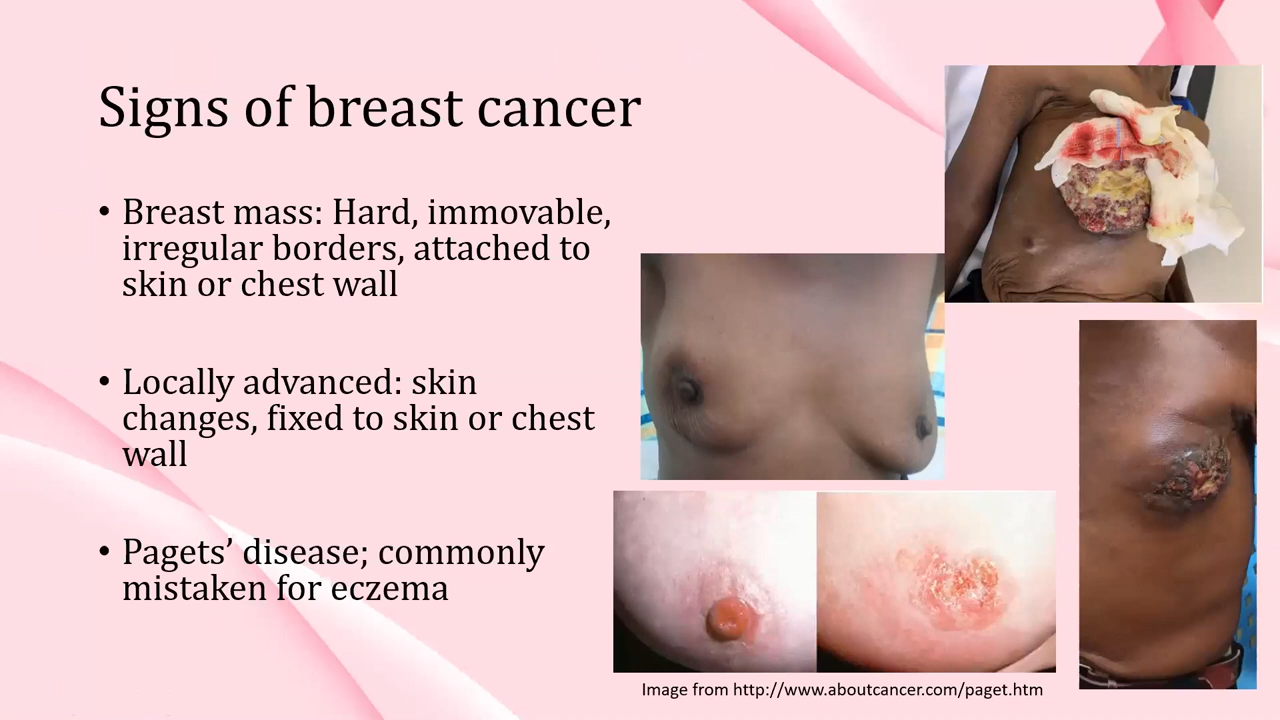 Signs of breast cancer
• Breast mass: Hard, immovable,
irregular borders, attached to
skin or chest wall
• Locally advanced: skin
changes, fixed to skin or chest
wall
• Pagets’ disease; commonly
mistaken for eczema
Image from http://www.aboutcancer.com/paget.htm